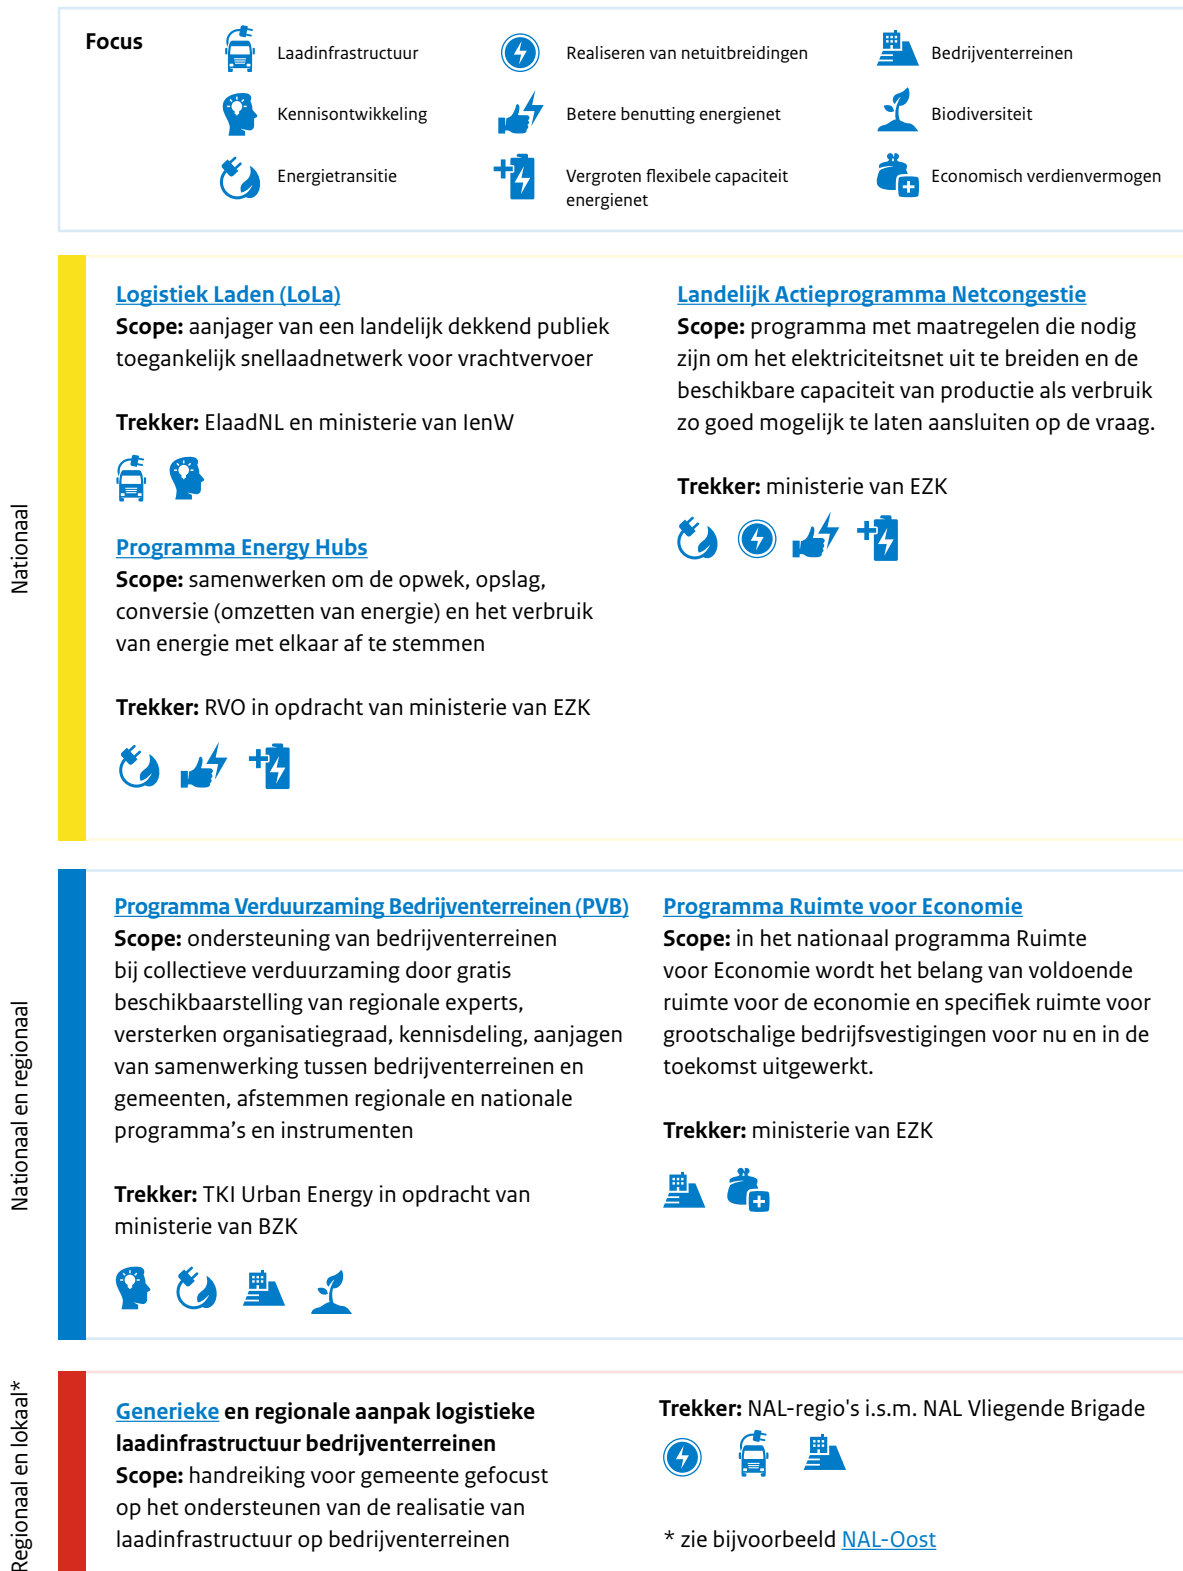 Focus
Laadinfrastructuur
Realiseren van netuitbreidingen
Bedrijventerreinen
Kennisontwikkeling
Betere benutting energienet
Biodiversiteit
Energietransitie
Vergroten flexibele capaciteit
energienet
Economisch verdienvermogen
Nationaal
Logistiek Laden (LoLa)
Scope: aanjager van een landelijk dekkend publiek
toegankelijk snellaadnetwerk voor vrachtvervoer
Trekker: ElaadNL en ministerie van IenW
Programma Energy Hubs
Scope: samenwerken om de opwek, opslag,
conversie (omzetten van energie) en het verbruik
van energie met elkaar af te stemmen
Trekker: RVO in opdracht van ministerie van EZK
Landelijk Actieprogramma Netcongestie
Scope: programma met maatregelen die nodig
zijn om het elektriciteitsnet uit te breiden en de
beschikbare capaciteit van productie als verbruik
zo goed mogelijk te laten aansluiten op de vraag.
Trekker: ministerie van EZK
Nationaal en regionaal
Programma Verduurzaming Bedrijventerreinen (PVB)
Scope: ondersteuning van bedrijventerreinen
bij collectieve verduurzaming door gratis
beschikbaarstelling van regionale experts,
versterken organisatiegraad, kennisdeling, aanjagen
van samenwerking tussen bedrijventerreinen en
gemeenten, afstemmen regionale en nationale
programma’s en instrumenten
Trekker: TKI Urban Energy in opdracht van
ministerie van BZK
Programma Ruimte voor Economie
Scope: in het nationaal programma Ruimte
voor Economie wordt het belang van voldoende
ruimte voor de economie en specifiek ruimte voor
grootschalige bedrijfsvestigingen voor nu en in de
toekomst uitgewerkt.
Trekker: ministerie van EZK
Regionaal en lokaal*
Generieke en regionale aanpak logistieke
laadinfrastructuur bedrijventerreinen
Scope: handreiking voor gemeente gefocust
op het ondersteunen van de realisatie van
laadinfrastructuur op bedrijventerreinen
Trekker: NAL-regio's i.s.m. NAL Vliegende Brigade
* zie bijvoorbeeld NAL-Oost